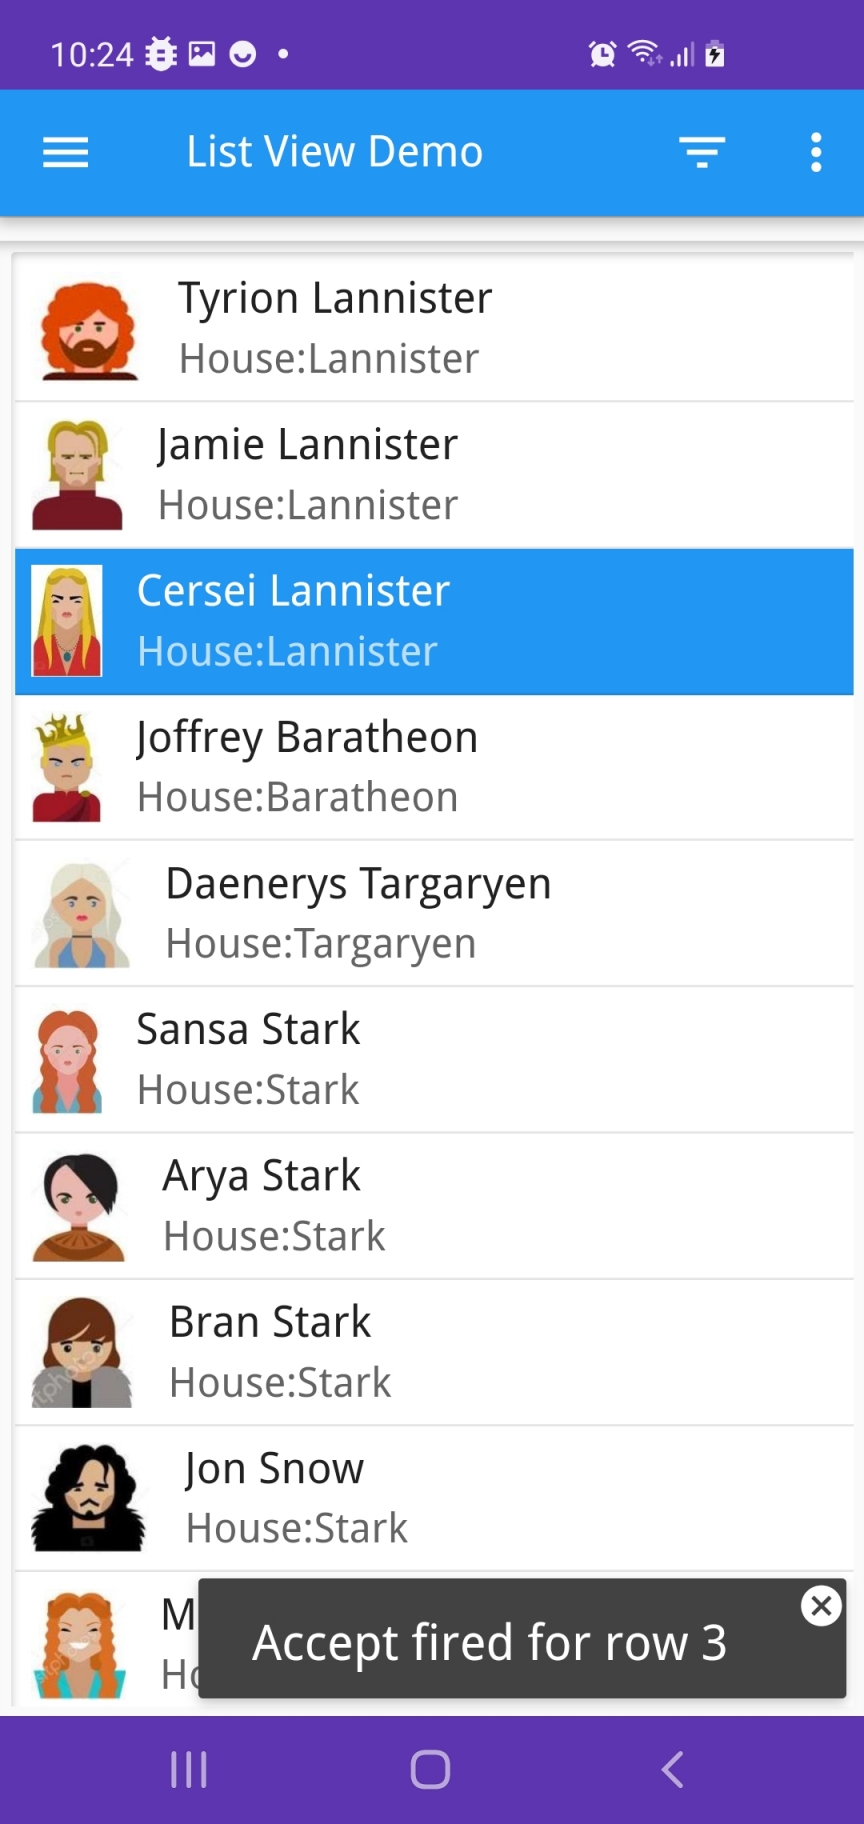 10:24
List View Demo
Tyrion Lannister
House:Lannister
Jamie Lannister
House:Lannister
Cersei Lannister
House:Lannister
Joffrey Baratheon
House:Baratheon
Daenerys Targaryen
House:Targaryen
Sansa Stark
House:Stark
Arya Stark
House:Stark
Bran Stark
House:Stark
Jon Snow
House:Stark
Accept fired for row 3